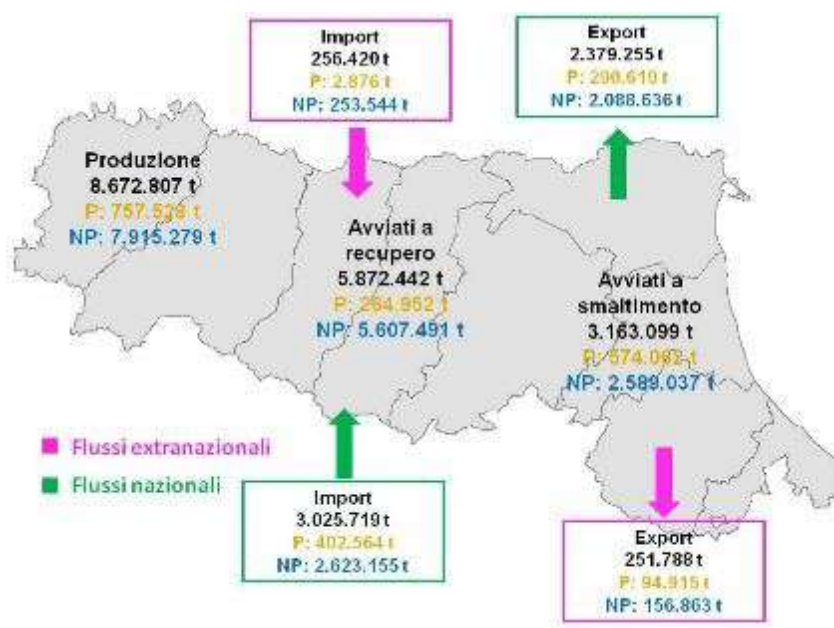 Import
256.420 t
P: 2.876 t
NP: 253.544 t
Export
2.379.255 t
P: 290.619 t
NP: 2.088.636 t
Produzione
8.672.807 t
P: 757.528 t
NP: 7.915.279 t
Avviati a
recupero
5.872.442 t
P: 264.952 t
NP: 5.607.491 t
Avviati a
smaltimento
3.163.099 t
P: 574.062 t
NP: 2.589.037 t
Flussi extranazionali
Flussi nazionali
Import
3.025.719 t
P: 402.564 t
NP: 2.623.155 t
Export
251.788 t
P: 94.915 t
NP: 156.863 t